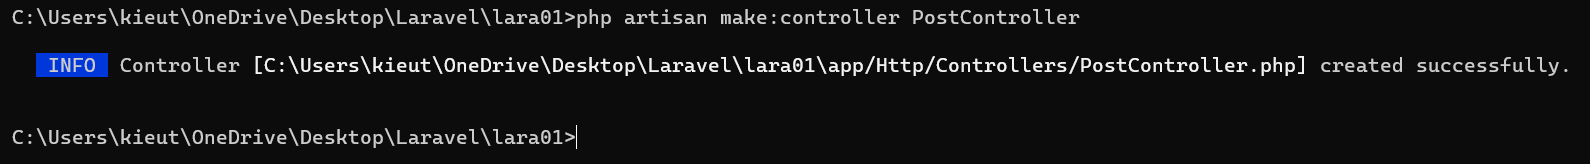 C:\Users\kieut\OneDrive\Desktop\Laravel\lara01>php artisan make:controller PostController
INFO Controller [C:\Users\kieut\OneDrive\Desktop\Laravel\lara01\app/Http/Controllers/PostController.php] created successfully.
C:\Users\kieut\OneDrive\Desktop\Laravel\lara01>